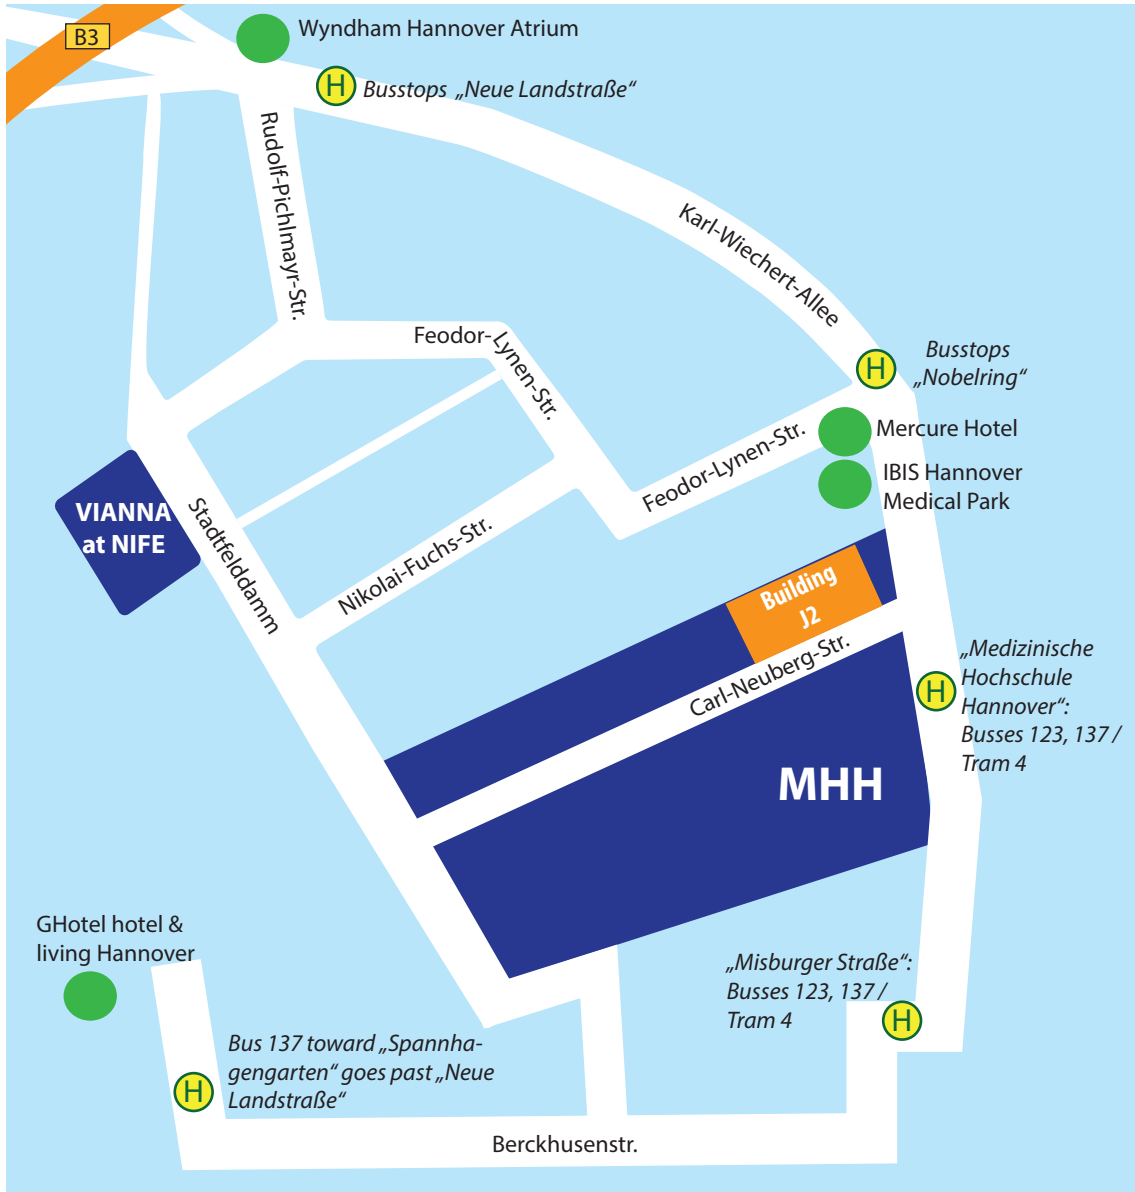 B3
Wyndham Hannover Atrium
H
Busstops „Neue Landstraße“
Rudolf-Pichlmayr-Str.
Karl-Wiechert-Allee
Feodor-Lynen-Str.
H
Busstops
„Nobelring“
Mercure Hotel
Feodor-Lynen-Str.
IBIS Hannover
Medical Park
VIANNA
at NIFE
Stadtfelddamm
Nikolai-Fuchs-Str.
Building
J2
Carl-Neuberg-Str.
H
„Medizinische
Hochschule
Hannover“:
Busses 123, 137 /
Tram 4
MHH
GHotel hotel &
living Hannover
„Misburger Straße“:
Busses 123, 137 /
Tram 4
H
Bus 137 toward „Spannha-
gengarten“ goes past „Neue
Landstraße“
H
Berckhusenstr.